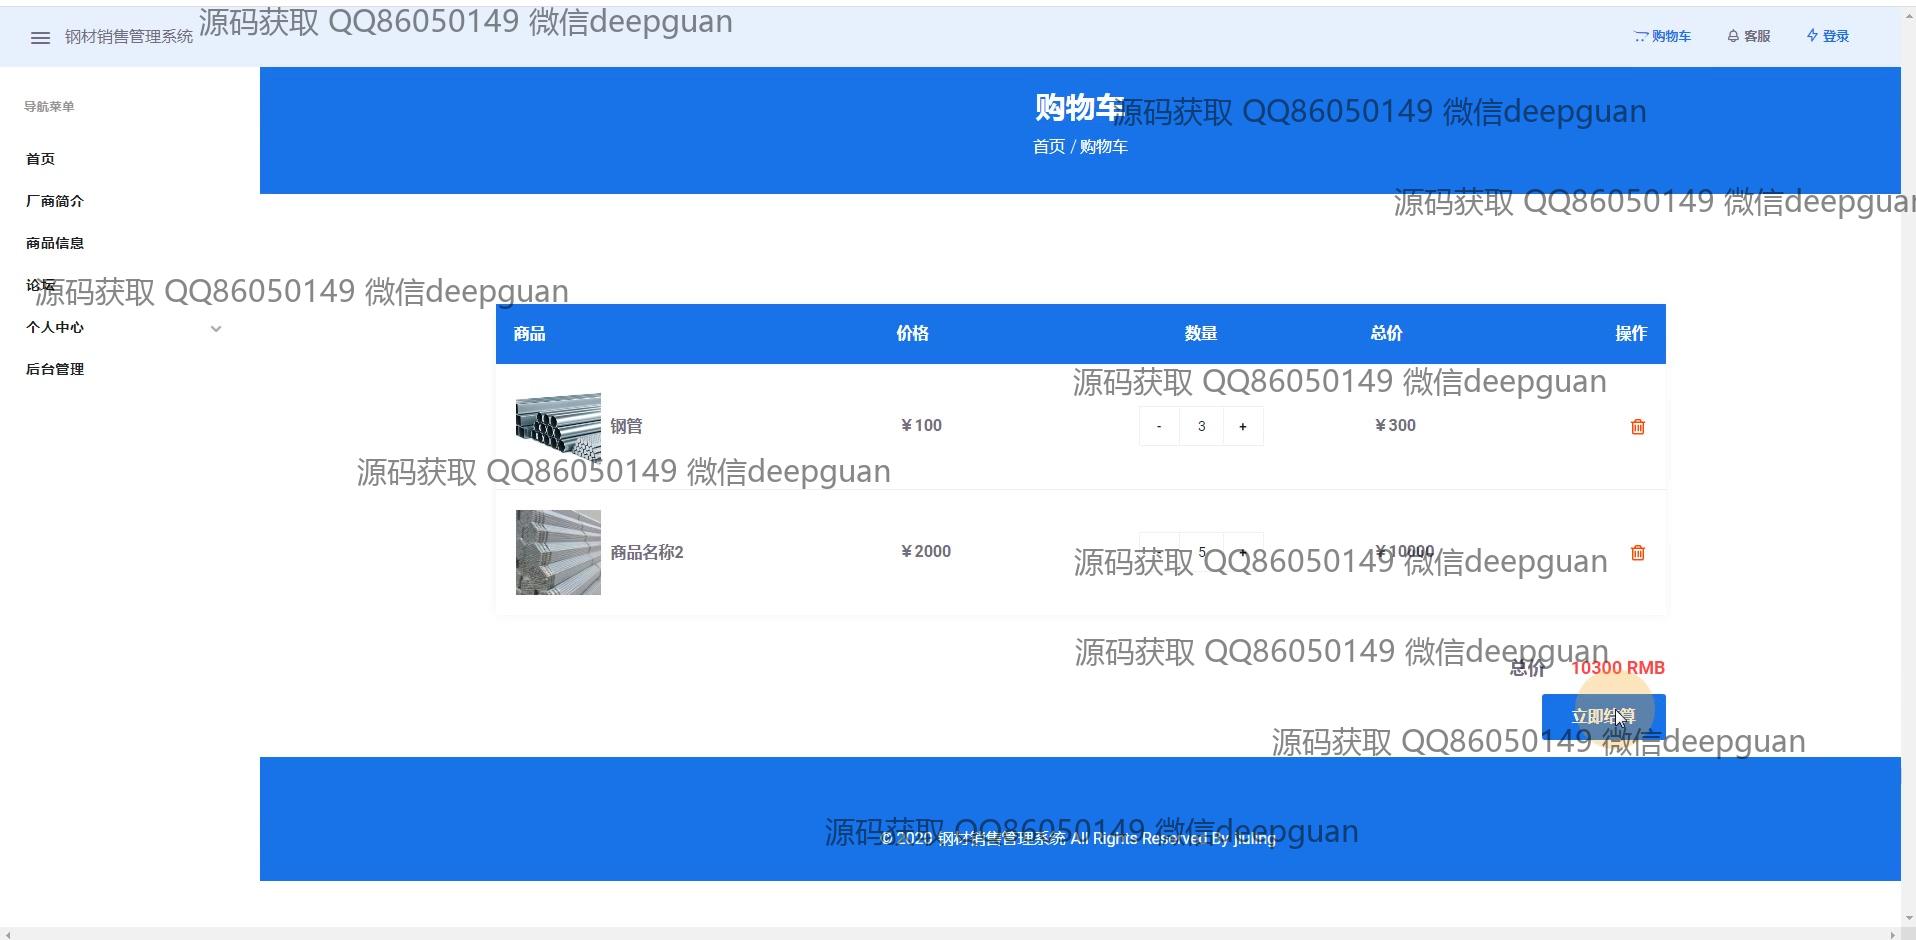 钢材销售管理系统
源码获取 QQ86050149 微信deepguan
购物车
客服
登录
导航菜单
首页
厂商简介
商品信息
论坛
个人中心
后台管理
购物车
源码获取 QQ86050149 微信deepguan
首页 / 购物车
源码获取 QQ86050149 微信deepguan
源码获取 QQ86050149 微信deepguan
商品 价格 数量 总价 操作
源码获取 QQ86050149 微信deepguan
钢管 ¥100 - 3 + ¥300
源码获取 QQ86050149 微信deepguan
商品名称2 ¥2000 - 5 + ¥10000
源码获取 QQ86050149 微信deepguan
源码获取 QQ86050149 微信deepguan
总价 10300 RMB
立即结算
源码获取 QQ86050149 微信deepguan
源码获取 QQ86050149 微信deepguan
© 2020 钢材销售管理系统 All Rights Reserved By jiuling